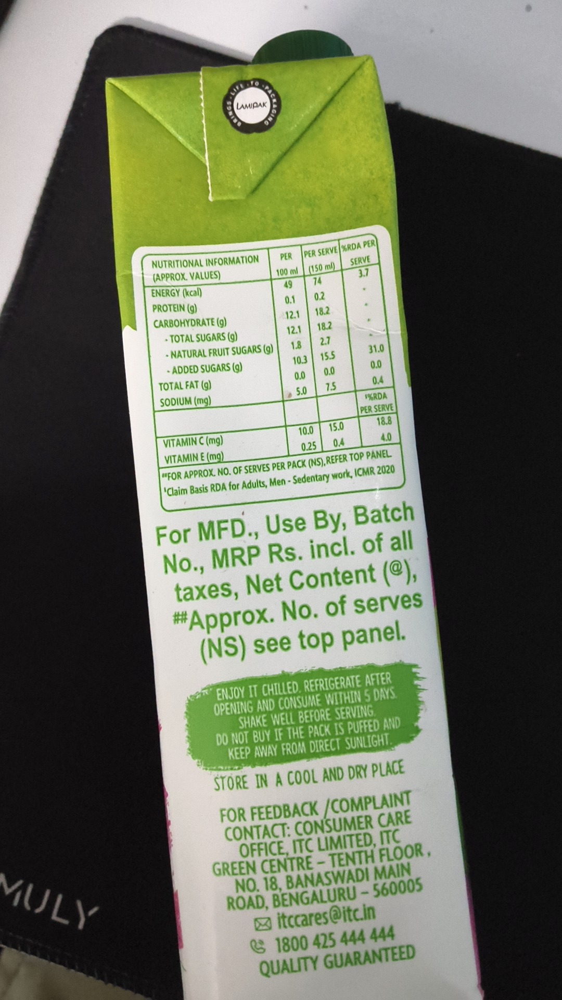 BRINGS · LIFE · TO · PACKAGING
LAMIPAK
NUTRITIONAL INFORMATION (APPROX. VALUES) PER 100 ml PER SERVE (150 ml) %RDA PER SERVE
ENERGY (kcal) 49 74 3.7
PROTEIN (g) 0.1 0.2 -
CARBOHYDRATE (g) 12.1 18.2 -
- TOTAL SUGARS (g) 12.1 18.2 -
- NATURAL FRUIT SUGARS (g) 1.8 2.7 -
- ADDED SUGARS (g) 10.3 15.5 31.0
TOTAL FAT (g) 0.0 0.0 0.0
SODIUM (mg) 5.0 7.5 0.4
¹%RDA PER SERVE
VITAMIN C (mg) 10.0 15.0 18.8
VITAMIN E (mg) 0.25 0.4 4.0
##FOR APPROX. NO. OF SERVES PER PACK (NS), REFER TOP PANEL.
¹Claim Basis RDA for Adults, Men - Sedentary work, ICMR 2020
For MFD., Use By, Batch
No., MRP Rs. incl. of all
taxes, Net Content (@),
##Approx. No. of serves
(NS) see top panel.
ENJOY IT CHILLED. REFRIGERATE AFTER
OPENING AND CONSUME WITHIN 5 DAYS.
SHAKE WELL BEFORE SERVING.
DO NOT BUY IF THE PACK IS PUFFED AND
KEEP AWAY FROM DIRECT SUNLIGHT.
STORE IN A COOL AND DRY PLACE
FOR FEEDBACK /COMPLAINT
CONTACT: CONSUMER CARE
OFFICE, ITC LIMITED, ITC
GREEN CENTRE – TENTH FLOOR ,
NO. 18, BANASWADI MAIN
ROAD, BENGALURU – 560005
itccares@itc.in
1800 425 444 444
QUALITY GUARANTEED
MULY